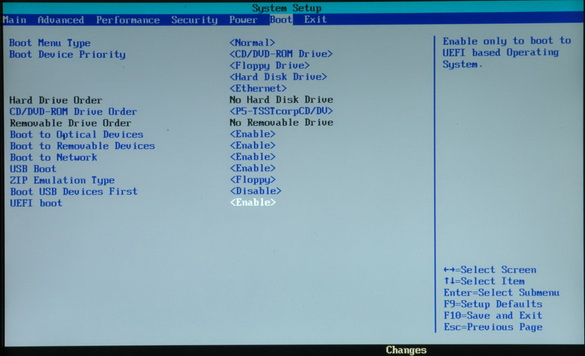 System Setup
Main Advanced Performance Security Power Boot Exit
Boot Menu Type <Normal>
Boot Device Priority <CD/DVD-ROM Drive>
<Floppy Drive>
<Hard Disk Drive>
<Ethernet>
Hard Drive Order No Hard Disk Drive
CD/DVD-ROM Drive Order <P5-TSSTcorpCD/DV>
Removable Drive Order No Removable Drive
Boot to Optical Devices <Enable>
Boot to Removable Devices <Enable>
Boot to Network <Enable>
USB Boot <Enable>
ZIP Emulation Type <Floppy>
Boot USB Devices First <Disable>
UEFI boot <Enable>
Enable only to boot to
UEFI based Operating
System.
←→=Select Screen
↑↓=Select Item
Enter=Select Submenu
F9=Setup Defaults
F10=Save and Exit
Esc=Previous Page
Changes